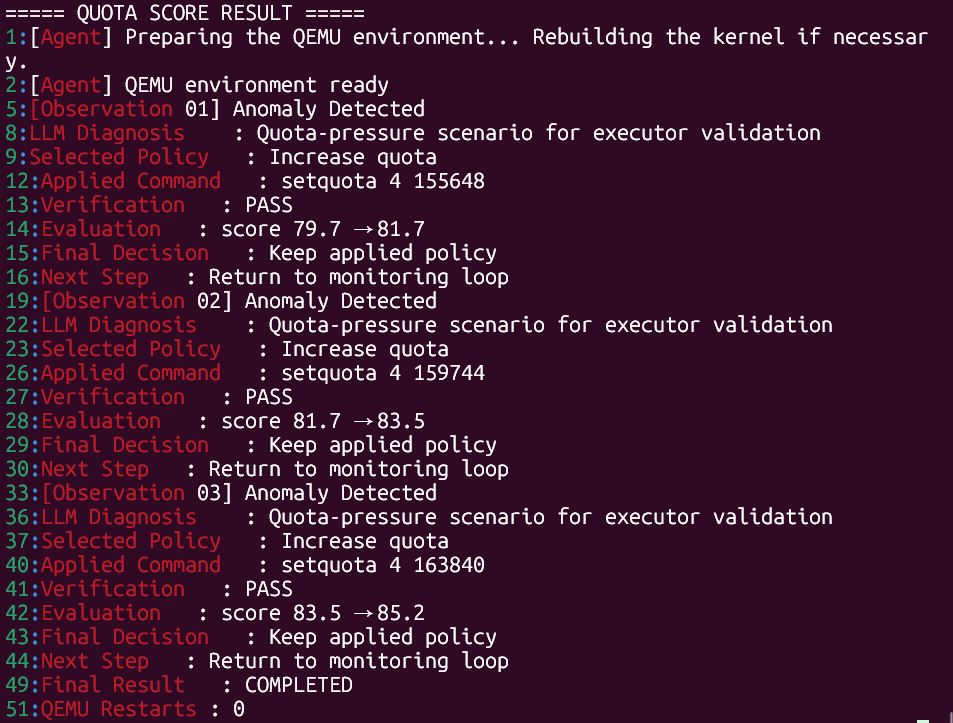 ===== QUOTA SCORE RESULT =====
1:[Agent] Preparing the QEMU environment... Rebuilding the kernel if necessar
y.
2:[Agent] QEMU environment ready
5:[Observation 01] Anomaly Detected
8:LLM Diagnosis    : Quota-pressure scenario for executor validation
9:Selected Policy   : Increase quota
12:Applied Command   : setquota 4 155648
13:Verification   : PASS
14:Evaluation   : score 79.7 →81.7
15:Final Decision   : Keep applied policy
16:Next Step   : Return to monitoring loop
19:[Observation 02] Anomaly Detected
22:LLM Diagnosis    : Quota-pressure scenario for executor validation
23:Selected Policy   : Increase quota
26:Applied Command   : setquota 4 159744
27:Verification   : PASS
28:Evaluation   : score 81.7 →83.5
29:Final Decision   : Keep applied policy
30:Next Step   : Return to monitoring loop
33:[Observation 03] Anomaly Detected
36:LLM Diagnosis    : Quota-pressure scenario for executor validation
37:Selected Policy   : Increase quota
40:Applied Command   : setquota 4 163840
41:Verification   : PASS
42:Evaluation   : score 83.5 →85.2
43:Final Decision   : Keep applied policy
44:Next Step   : Return to monitoring loop
49:Final Result   : COMPLETED
51:QEMU Restarts : 0